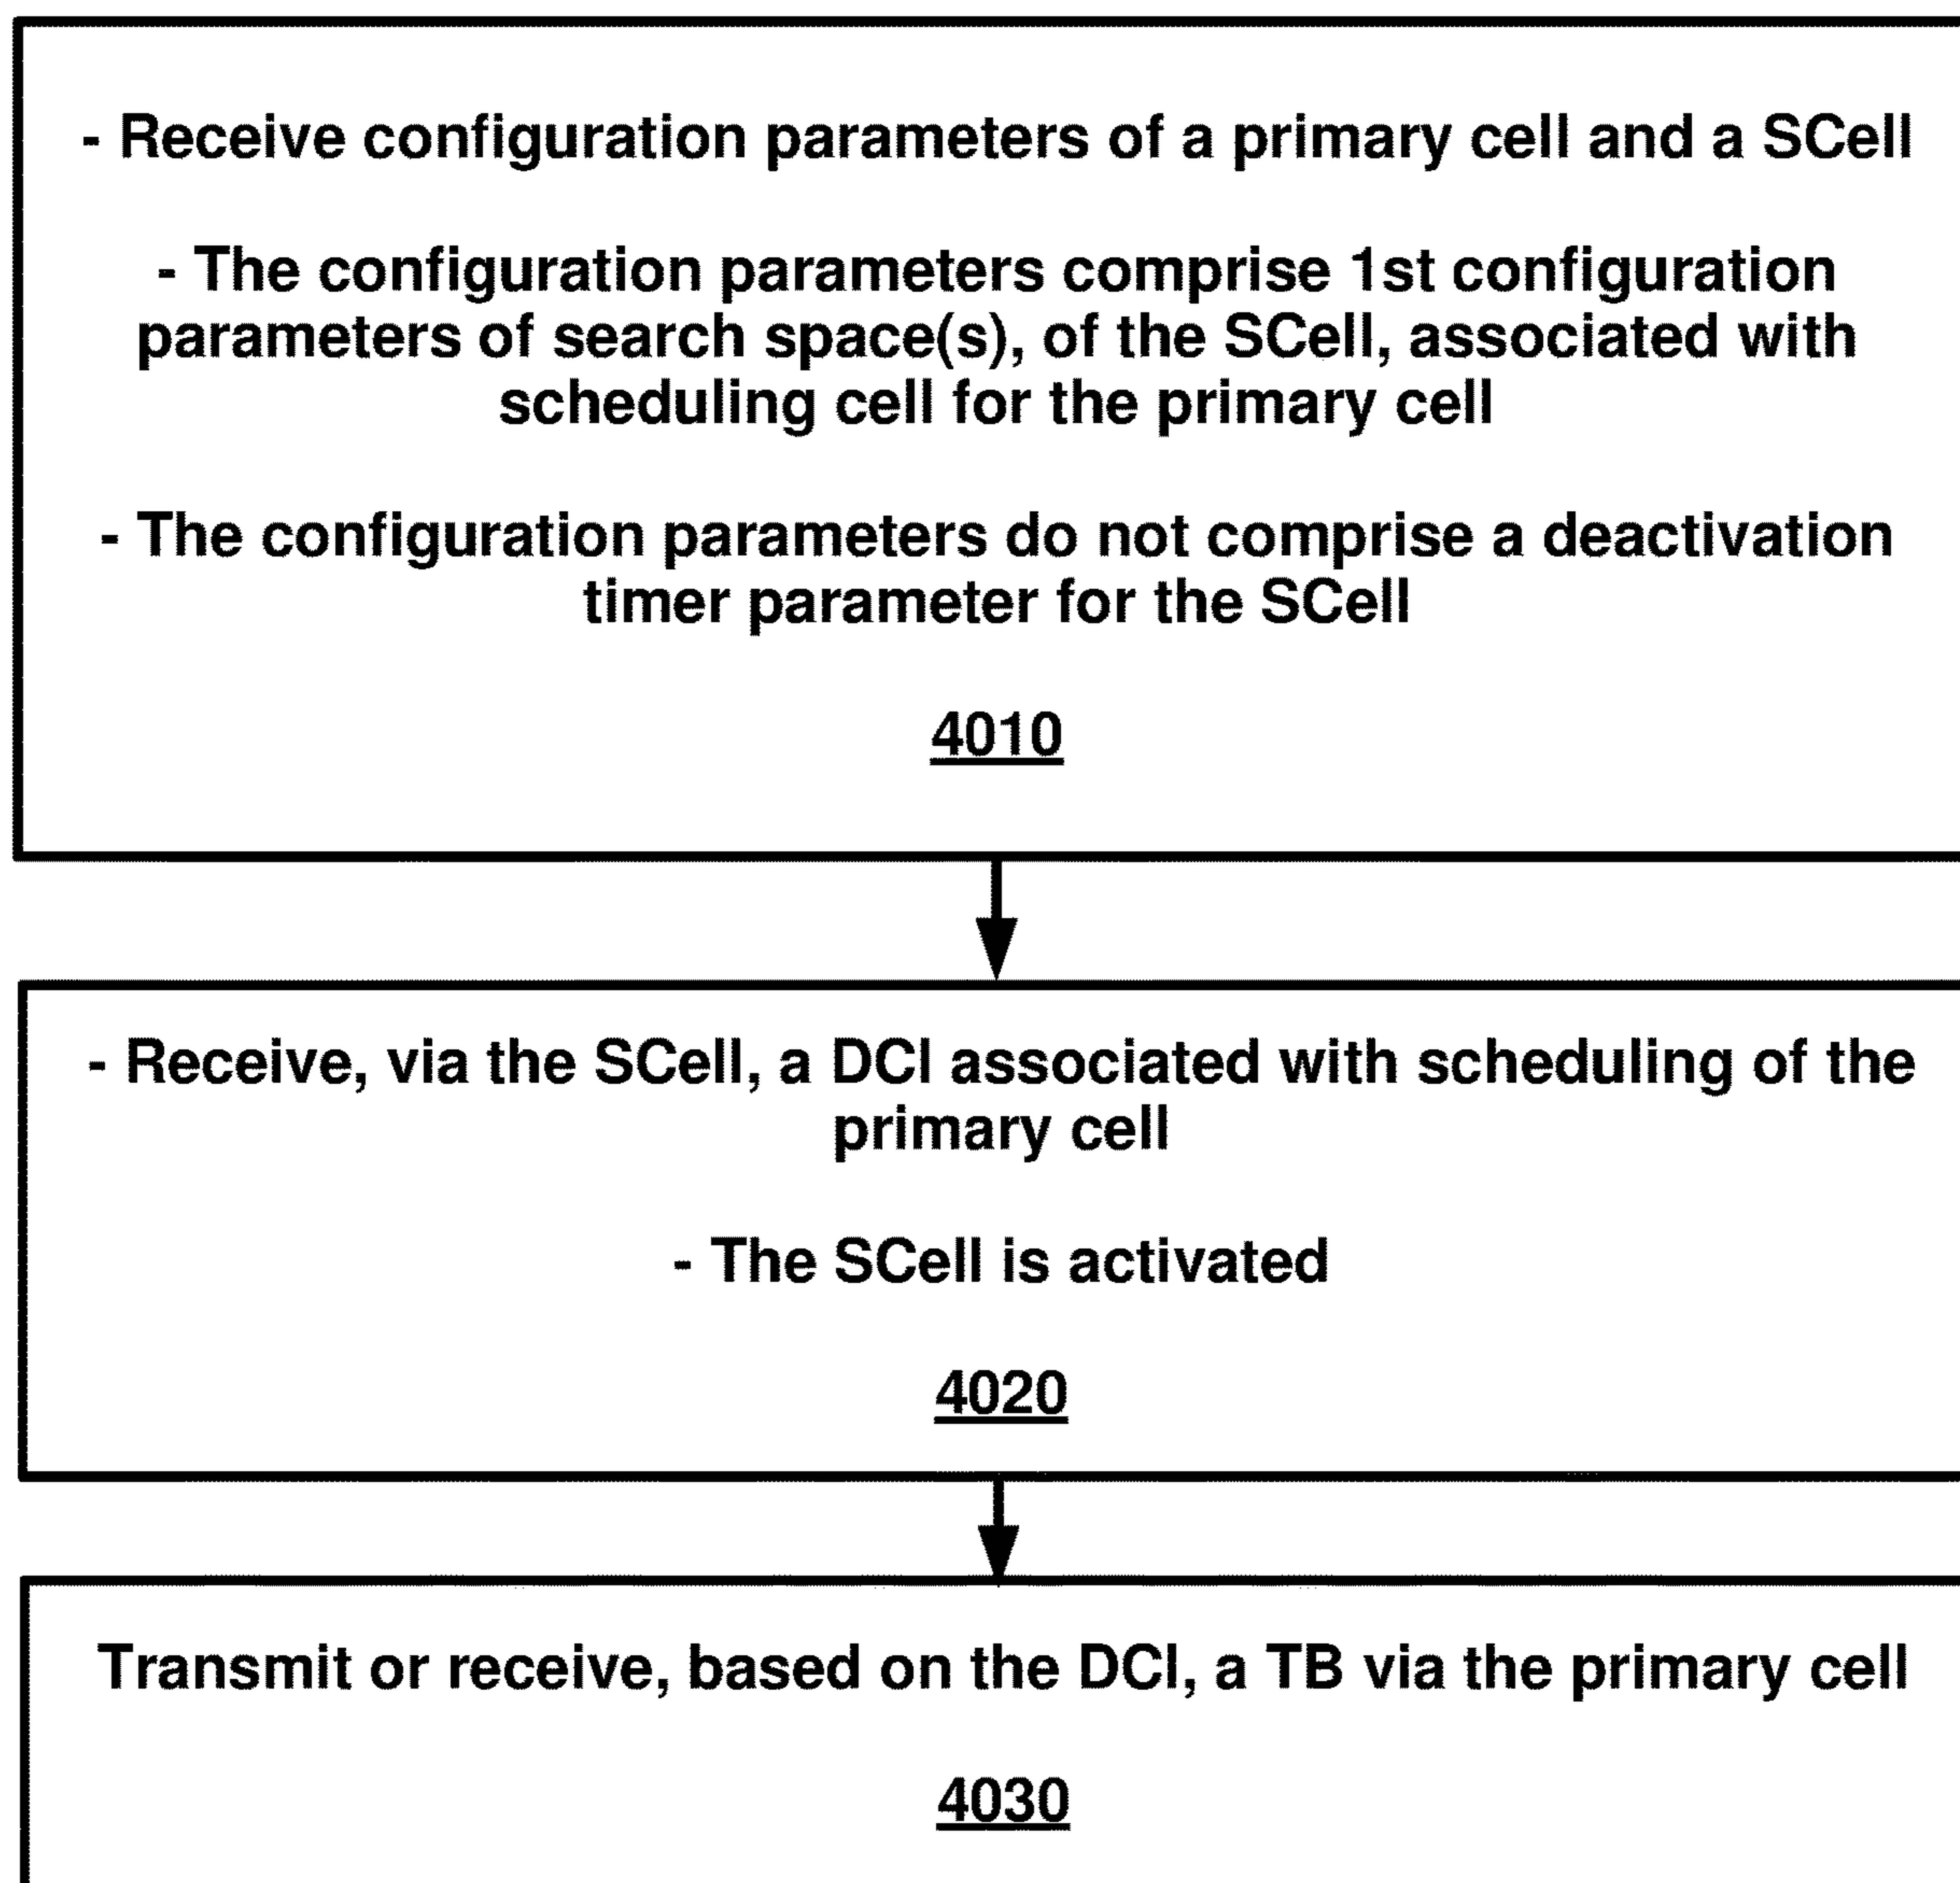 - Receive configuration parameters of a primary cell and a SCell
- The configuration parameters comprise 1st configuration
parameters of search space(s), of the SCell, associated with
scheduling cell for the primary cell
- The configuration parameters do not comprise a deactivation
timer parameter for the SCell
4010
- Receive, via the SCell, a DCI associated with scheduling of the
primary cell
- The SCell is activated
4020
Transmit or receive, based on the DCI, a TB via the primary cell
4030